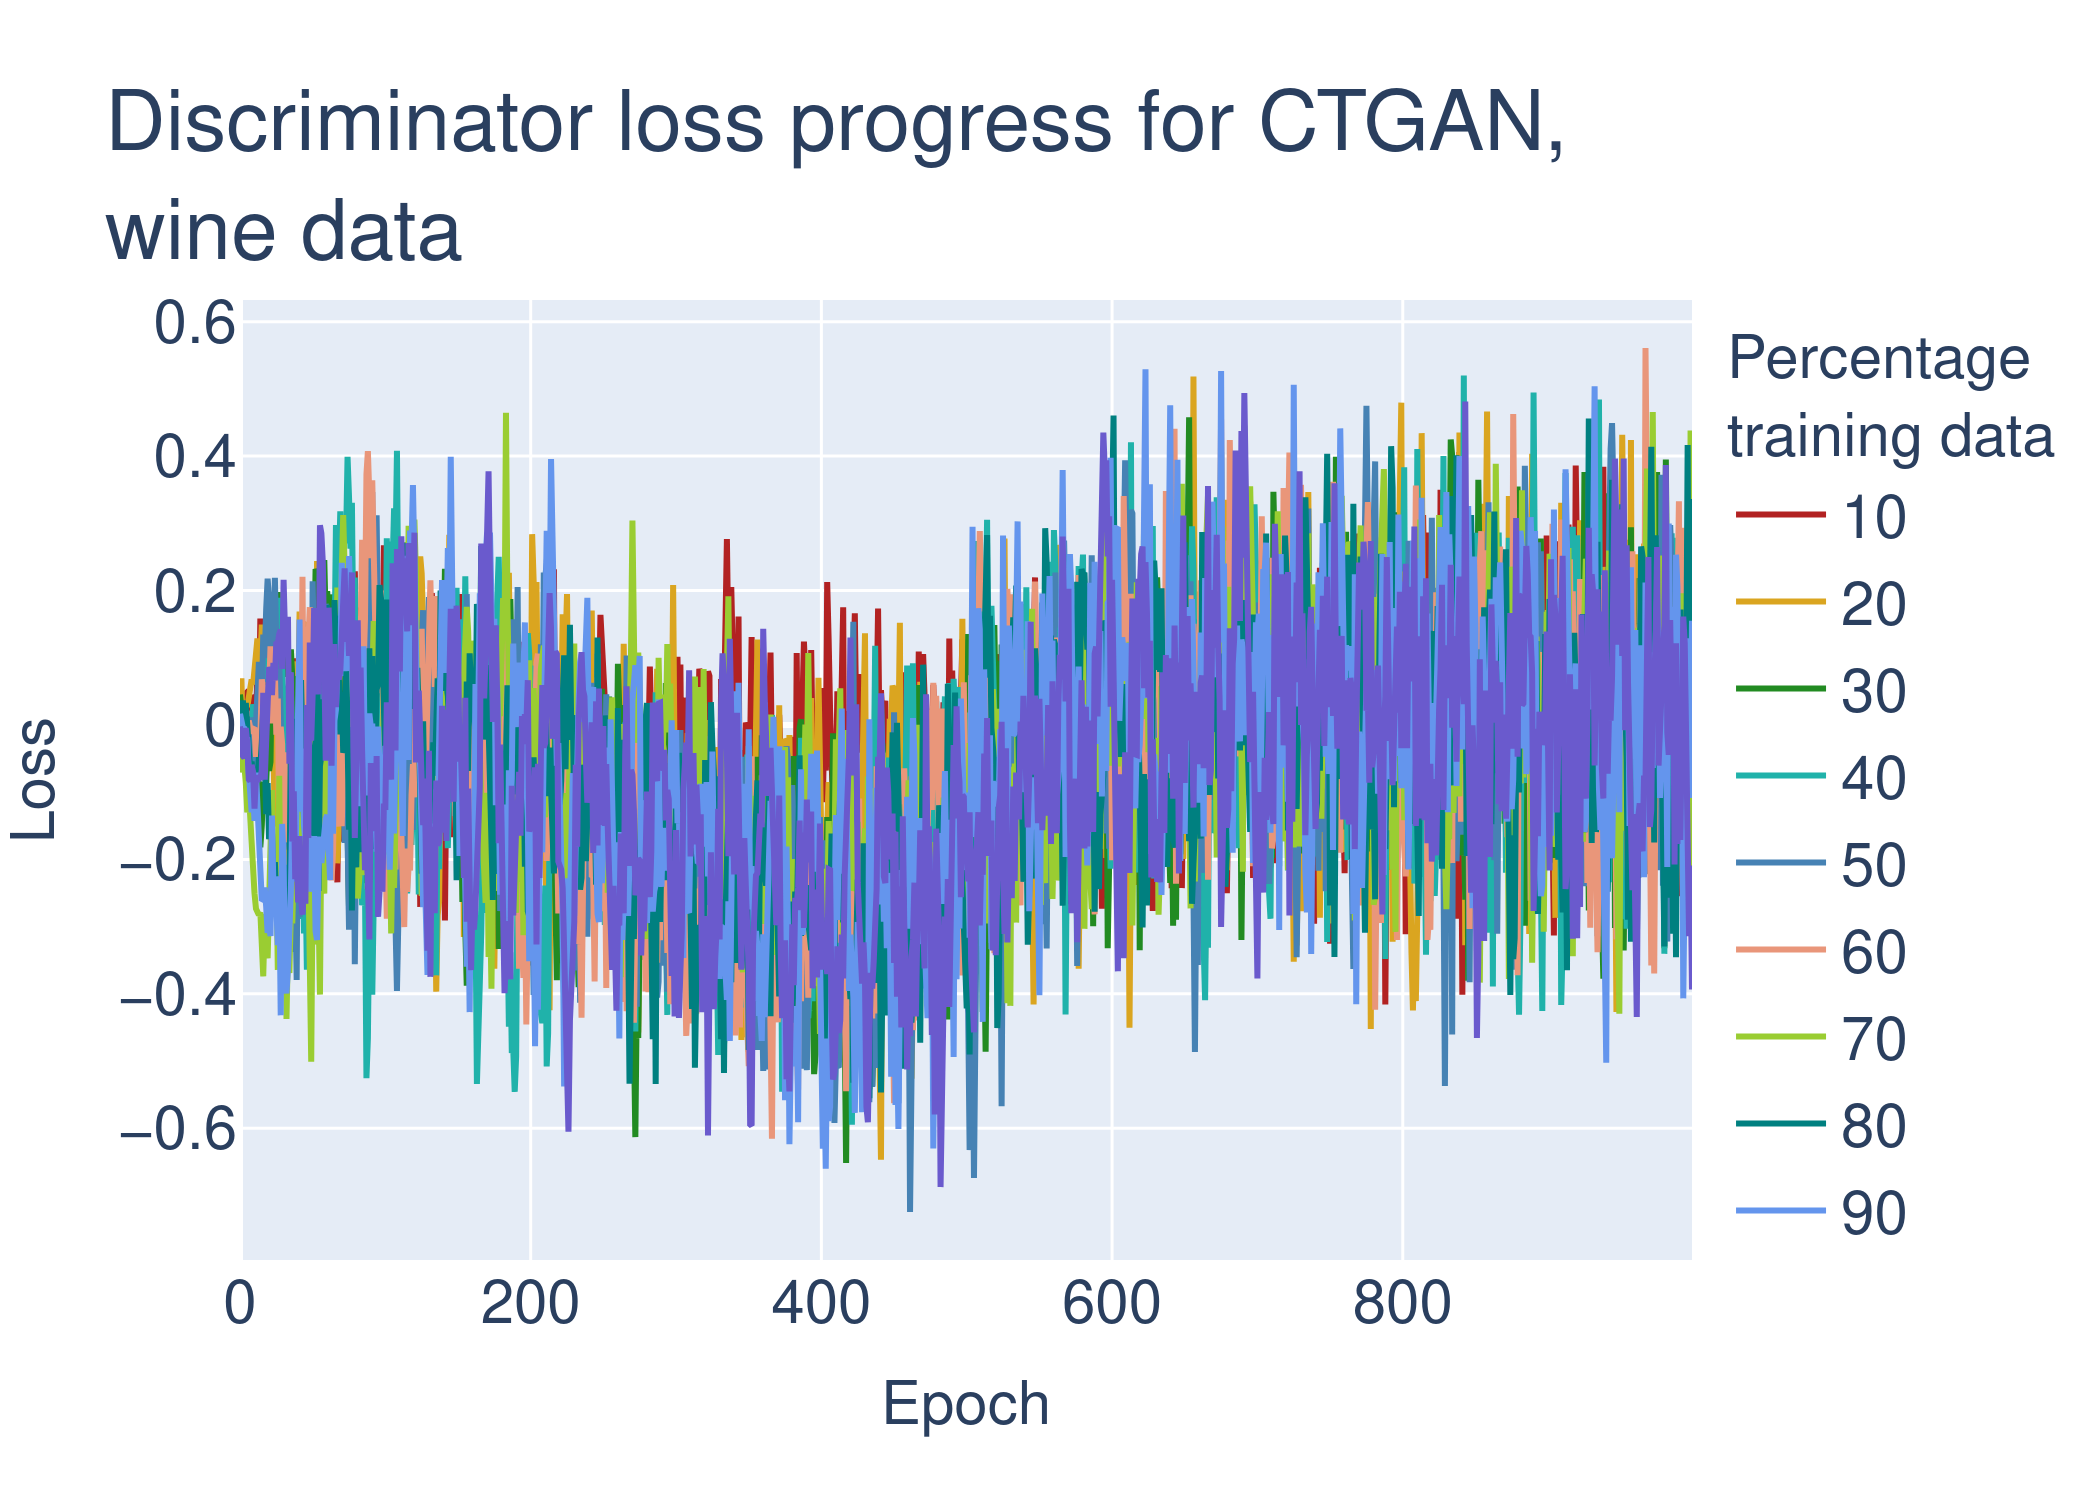 Discriminator loss progress for CTGAN,
wine data
0.6
0.4
0.2
0
−0.2
−0.4
−0.6
Loss
0 200 400 600 800
Epoch
Percentage
training data
10
20
30
40
50
60
70
80
90